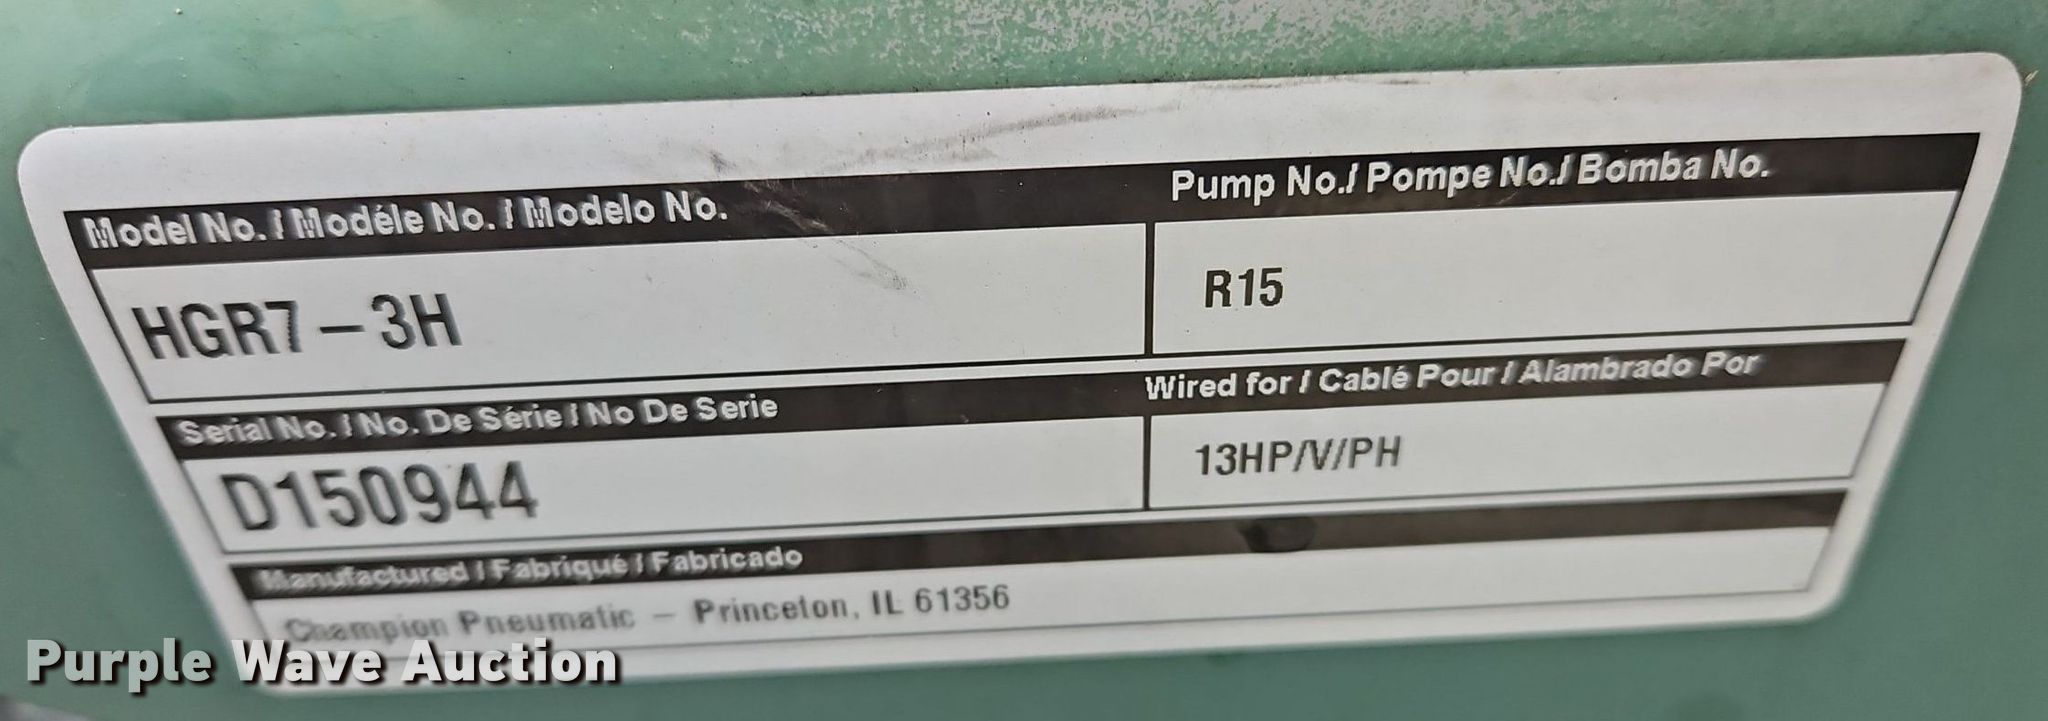 Model No. / Modéle No. / Modelo No.
Pump No./ Pompe No./ Bomba No.
HGR7 – 3H
R15
Serial No. / No. De Série / No De Serie
Wired for / Cablé Pour / Alambrado Por
D150944
13HP/V/PH
Manufactured / Fabriqué / Fabricado
Champion Pneumatic – Princeton, IL 61356
Purple Wave Auction